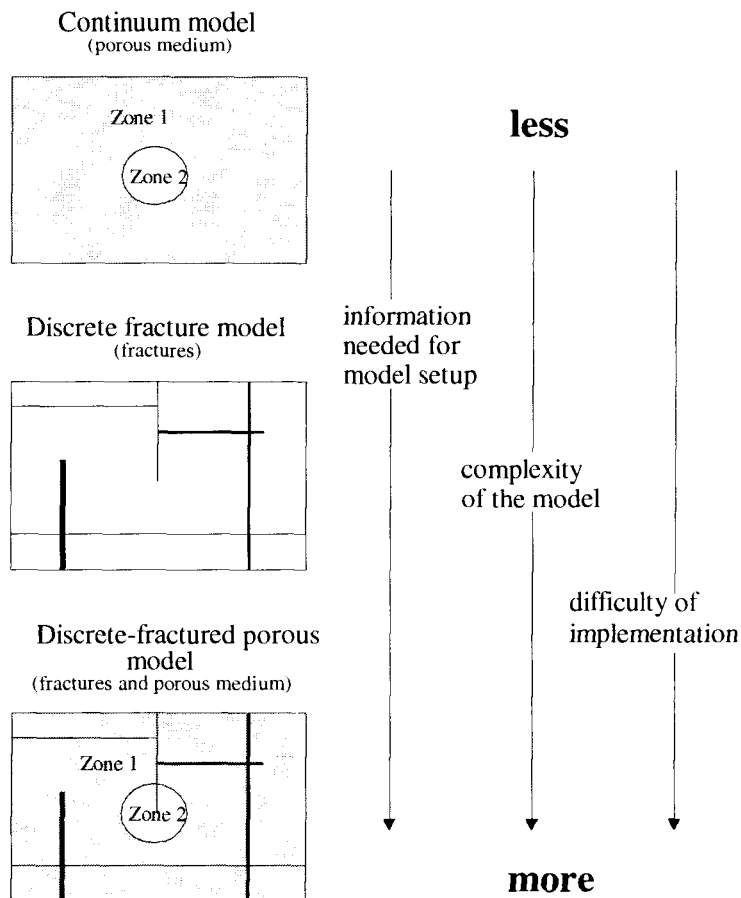 Continuum model
(porous medium)
Zone 1
Zone 2
less
Discrete fracture model
(fractures)
information
needed for
model setup
complexity
of the model
difficulty of
implementation
Discrete-fractured porous
model
(fractures and porous medium)
Zone 1
Zone 2
more